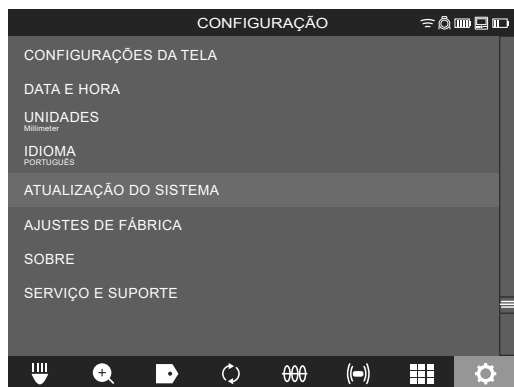 CONFIGURAÇÃO
CONFIGURAÇÕES DA TELA
DATA E HORA
UNIDADES
Millimeter
IDIOMA
PORTUGUÊS
ATUALIZAÇÃO DO SISTEMA
AJUSTES DE FÁBRICA
SOBRE
SERVIÇO E SUPORTE